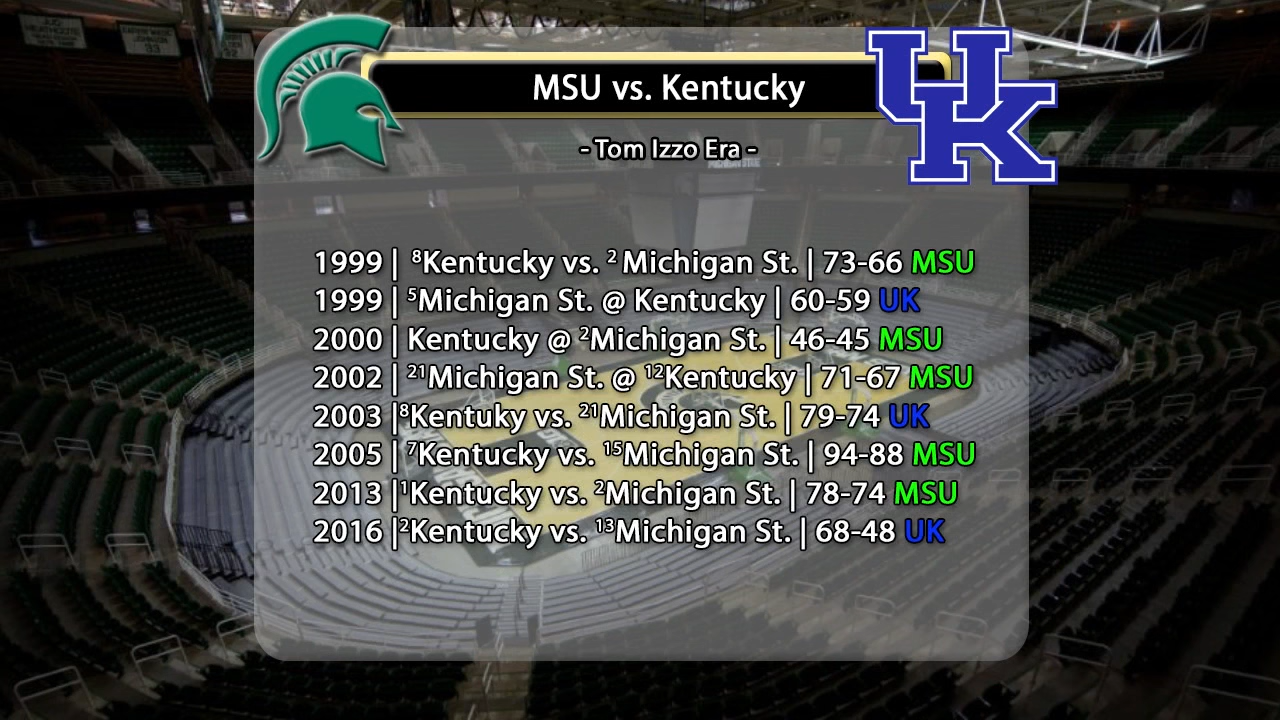 MSU vs. Kentucky
UK
- Tom Izzo Era -
1999 | ⁸Kentucky vs. ² Michigan St. | 73-66 MSU
1999 | ⁵Michigan St. @ Kentucky | 60-59 UK
2000 | Kentucky @ ²Michigan St. | 46-45 MSU
2002 | ²¹Michigan St. @ ¹²Kentucky | 71-67 MSU
2003 |⁸Kentuky vs. ²¹Michigan St. | 79-74 UK
2005 | ⁷Kentucky vs. ¹⁵Michigan St. | 94-88 MSU
2013 |¹Kentucky vs. ²Michigan St. | 78-74 MSU
2016 |²Kentucky vs. ¹³Michigan St. | 68-48 UK